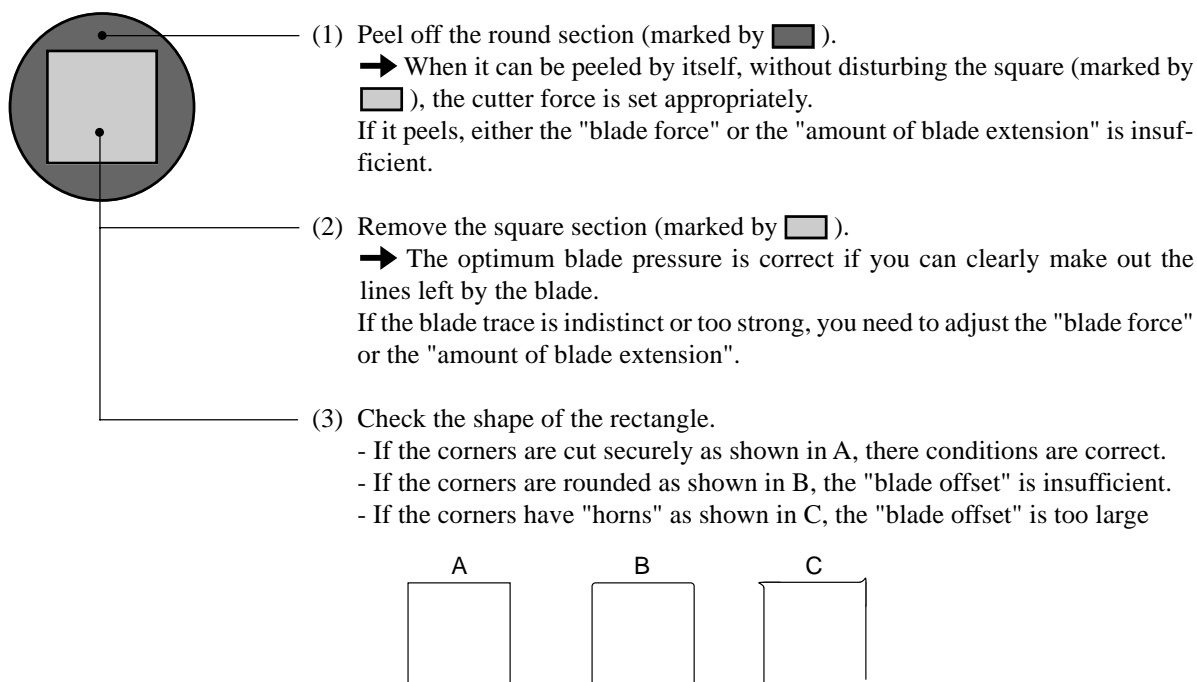 (1) Peel off the round section (marked by ).
➔ When it can be peeled by itself, without disturbing the square (marked by
), the cutter force is set appropriately.
If it peels, either the "blade force" or the "amount of blade extension" is insuf-
ficient.
(2) Remove the square section (marked by ).
➔ The optimum blade pressure is correct if you can clearly make out the
lines left by the blade.
If the blade trace is indistinct or too strong, you need to adjust the "blade force"
or the "amount of blade extension".
(3) Check the shape of the rectangle.
- If the corners are cut securely as shown in A, there conditions are correct.
- If the corners are rounded as shown in B, the "blade offset" is insufficient.
- If the corners have "horns" as shown in C, the "blade offset" is too large
A B C